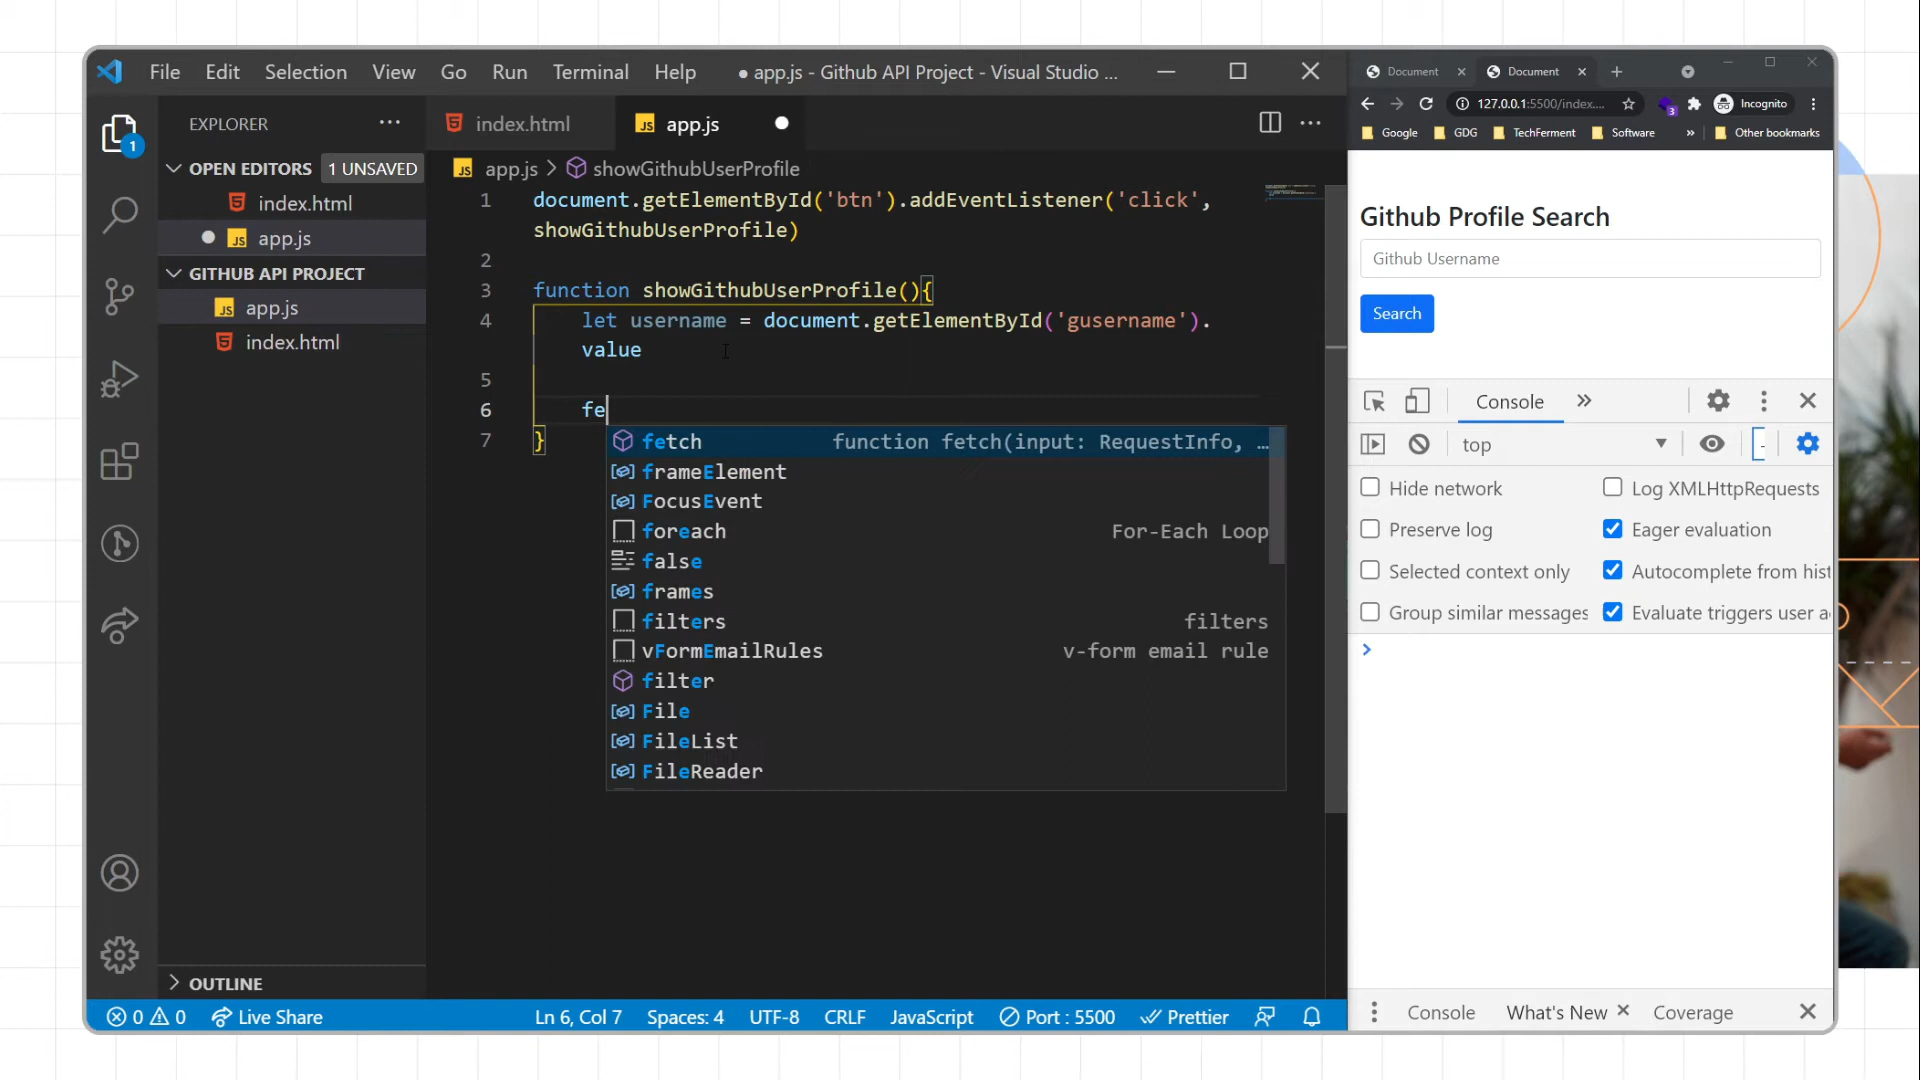 File Edit Selection View Go Run Terminal Help ● app.js - Github API Project - Visual Studio ...
EXPLORER ...
index.html
app.js
OPEN EDITORS 1 UNSAVED
index.html
app.js
GITHUB API PROJECT
app.js
index.html
OUTLINE
1
app.js > showGithubUserProfile
1 document.getElementById('btn').addEventListener('click',
showGithubUserProfile)
2
3 function showGithubUserProfile(){
4 let username = document.getElementById('gusername').
value
5
6 fe
7 }
fetch function fetch(input: RequestInfo, ...
frameElement
FocusEvent
foreach For-Each Loop
false
frames
filters filters
vFormEmailRules v-form email rule
filter
File
FileList
FileReader
0 0 Live Share Ln 6, Col 7 Spaces: 4 UTF-8 CRLF JavaScript Port : 5500 Prettier
Document Document
127.0.0.1:5500/index.... 3 Incognito
Google GDG TechFerment Software » Other bookmarks
Github Profile Search
Github Username
Search
Console »
top
Hide network Log XMLHttpRequests
Preserve log Eager evaluation
Selected context only Autocomplete from hist
Group similar messages Evaluate triggers user a
>
Console What's New Coverage